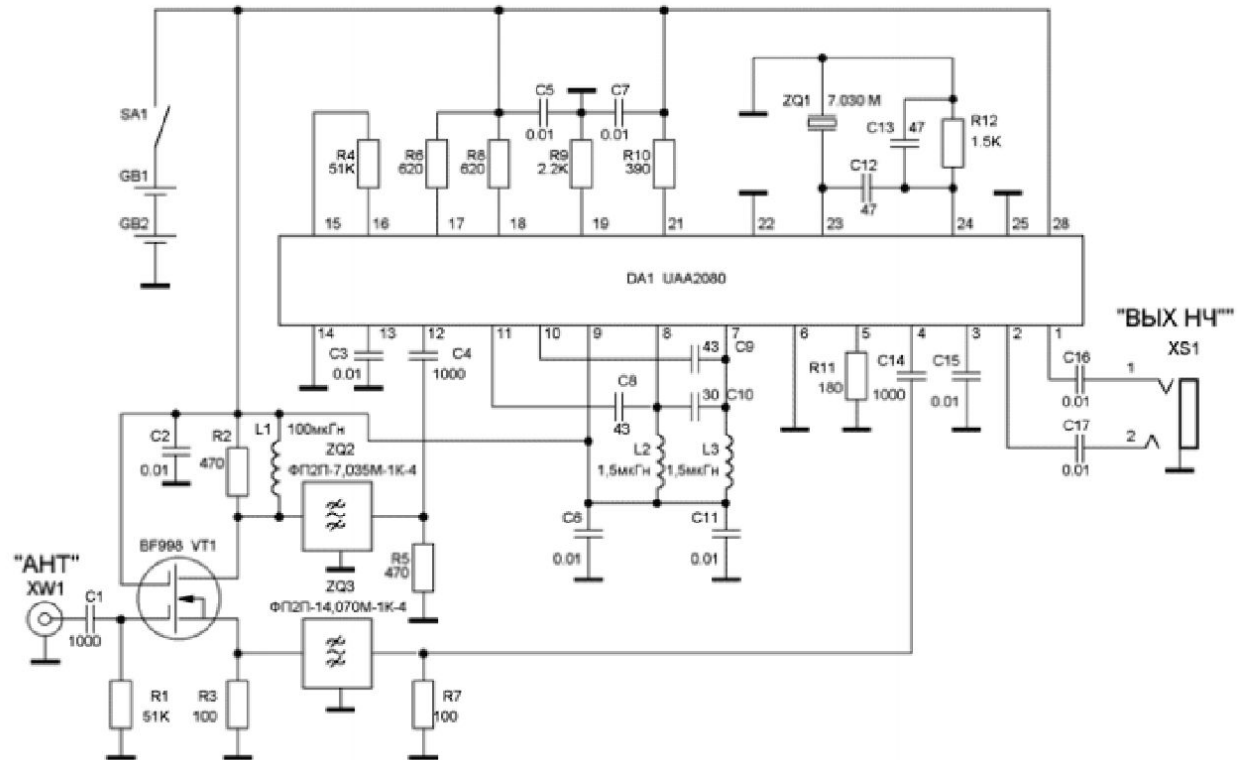 SA1
GB1
GB2
R4
51K
R6
620
R8
620
C5
0.01
R9
2.2K
C7
0.01
R10
390
ZQ1
7.030 M
C13
47
R12
1.5K
C12
47
15
16
17
18
19
21
22
23
24
25
28
DA1 UAA2080
14
13
12
11
10
9
8
7
6
5
4
3
2
1
C3
0.01
C4
1000
C8
43
43
C9
30
C10
L2
1,5мкГн
L3
1,5мкГн
C6
0.01
C11
0.01
R11
180
C14
1000
C15
0.01
C16
0.01
C17
0.01
"ВЫХ НЧ""
XS1
1
2
C2
0.01
R2
470
L1
100мкГн
ZQ2
ФП2П-7,035М-1К-4
BF998 VT1
R5
470
ZQ3
ФП2П-14,070М-1К-4
"АНТ"
XW1
C1
1000
R1
51K
R3
100
R7
100